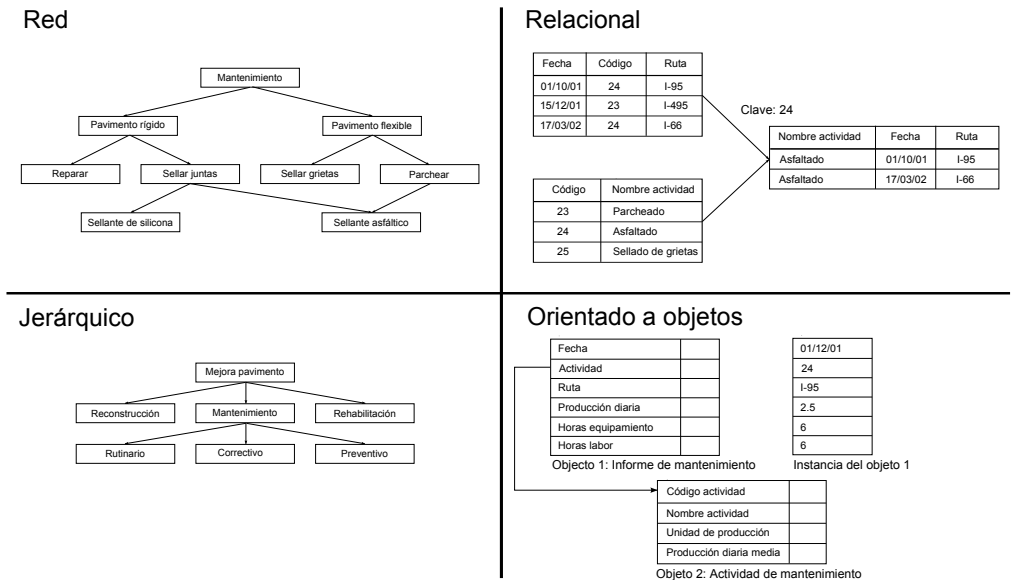 Red
Mantenimiento
Pavimento rígido
Pavimento flexible
Reparar
Sellar juntas
Sellar grietas
Parchear
Sellante de silicona
Sellante asfáltico
Relacional
Fecha Código Ruta
01/10/01 24 I-95
15/12/01 23 I-495
17/03/02 24 I-66
Clave: 24
Nombre actividad Fecha Ruta
Asfaltado 01/10/01 I-95
Asfaltado 17/03/02 I-66
Código Nombre actividad
23 Parcheado
24 Asfaltado
25 Sellado de grietas
Jerárquico
Mejora pavimento
Reconstrucción
Mantenimiento
Rehabilitación
Rutinario
Correctivo
Preventivo
Orientado a objetos
Fecha
Actividad
Ruta
Producción diaria
Horas equipamiento
Horas labor
Objecto 1: Informe de mantenimiento
01/12/01
24
I-95
2.5
6
6
Instancia del objeto 1
Código actividad
Nombre actividad
Unidad de producción
Producción diaria media
Objeto 2: Actividad de mantenimiento